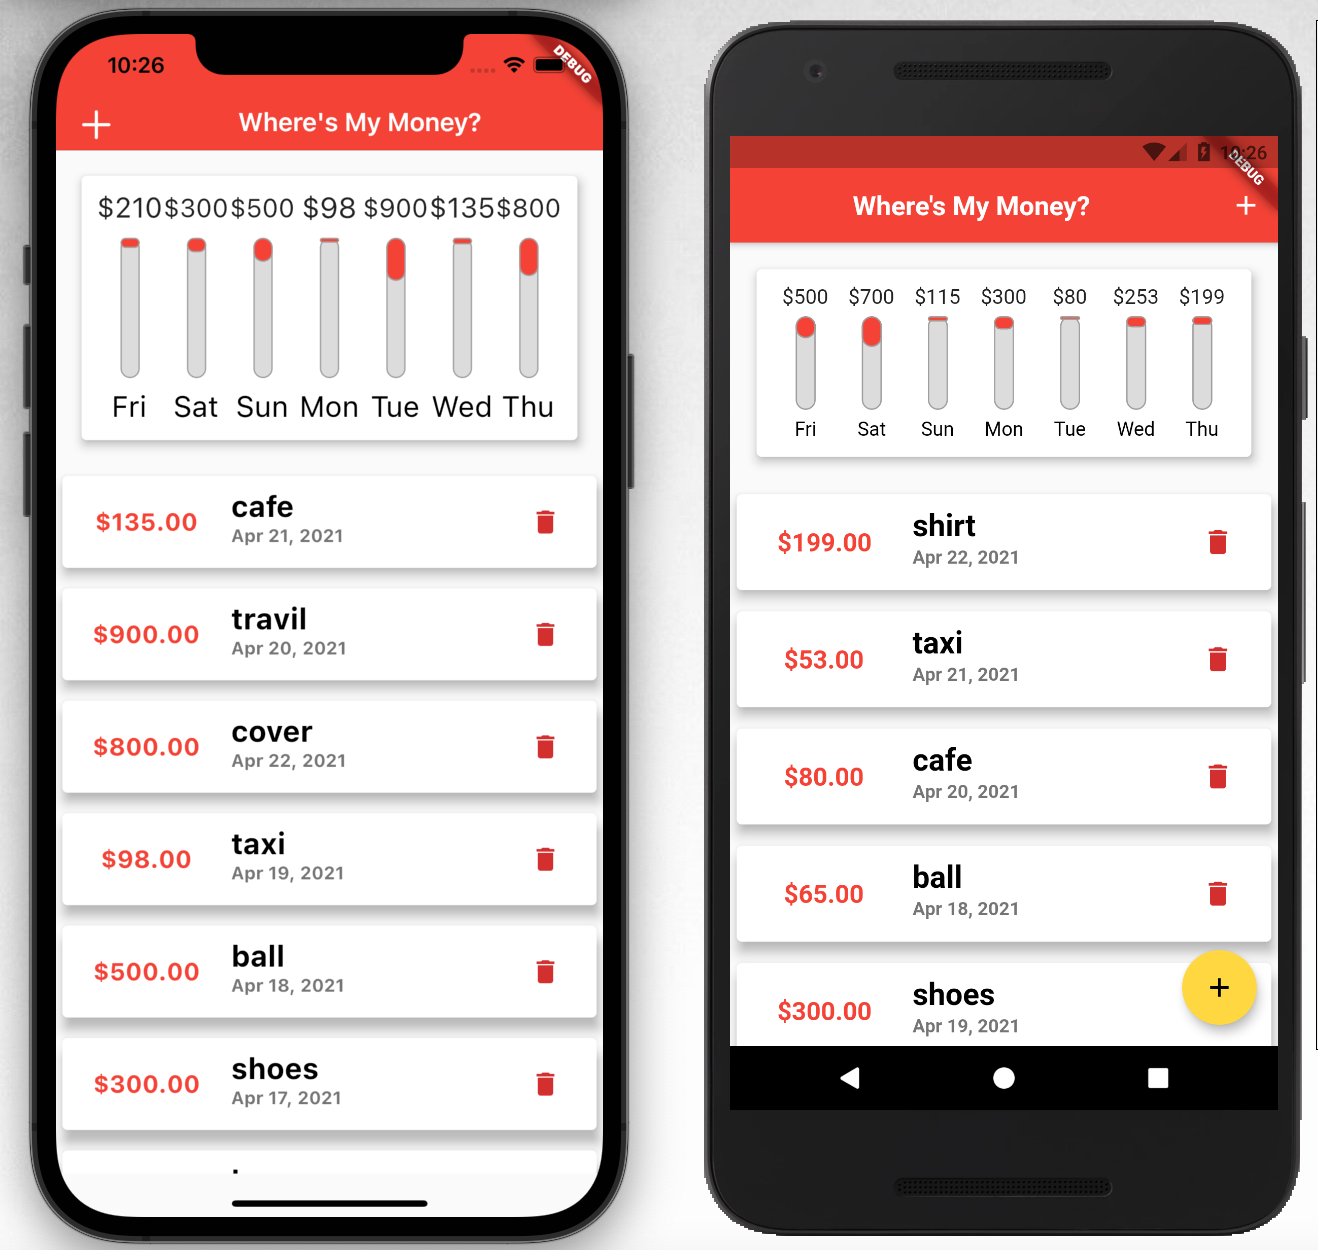 10:26
DEBUG
Where's My Money?
$210 $300 $500 $98 $900 $135 $800
Fri Sat Sun Mon Tue Wed Thu
$135.00
cafe
Apr 21, 2021
$900.00
travil
Apr 20, 2021
$800.00
cover
Apr 22, 2021
$98.00
taxi
Apr 19, 2021
$500.00
ball
Apr 18, 2021
$300.00
shoes
Apr 17, 2021
10:26
DEBUG
Where's My Money?
$500 $700 $115 $300 $80 $253 $199
Fri Sat Sun Mon Tue Wed Thu
$199.00
shirt
Apr 22, 2021
$53.00
taxi
Apr 21, 2021
$80.00
cafe
Apr 20, 2021
$65.00
ball
Apr 18, 2021
$300.00
shoes
Apr 19, 2021